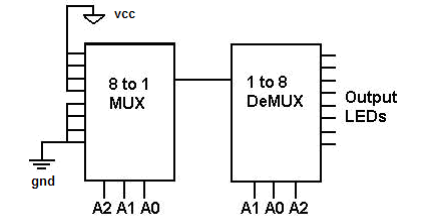 vcc
8 to 1
MUX
1 to 8
DeMUX
Output
LEDs
gnd
A2 A1 A0
A1 A0 A2